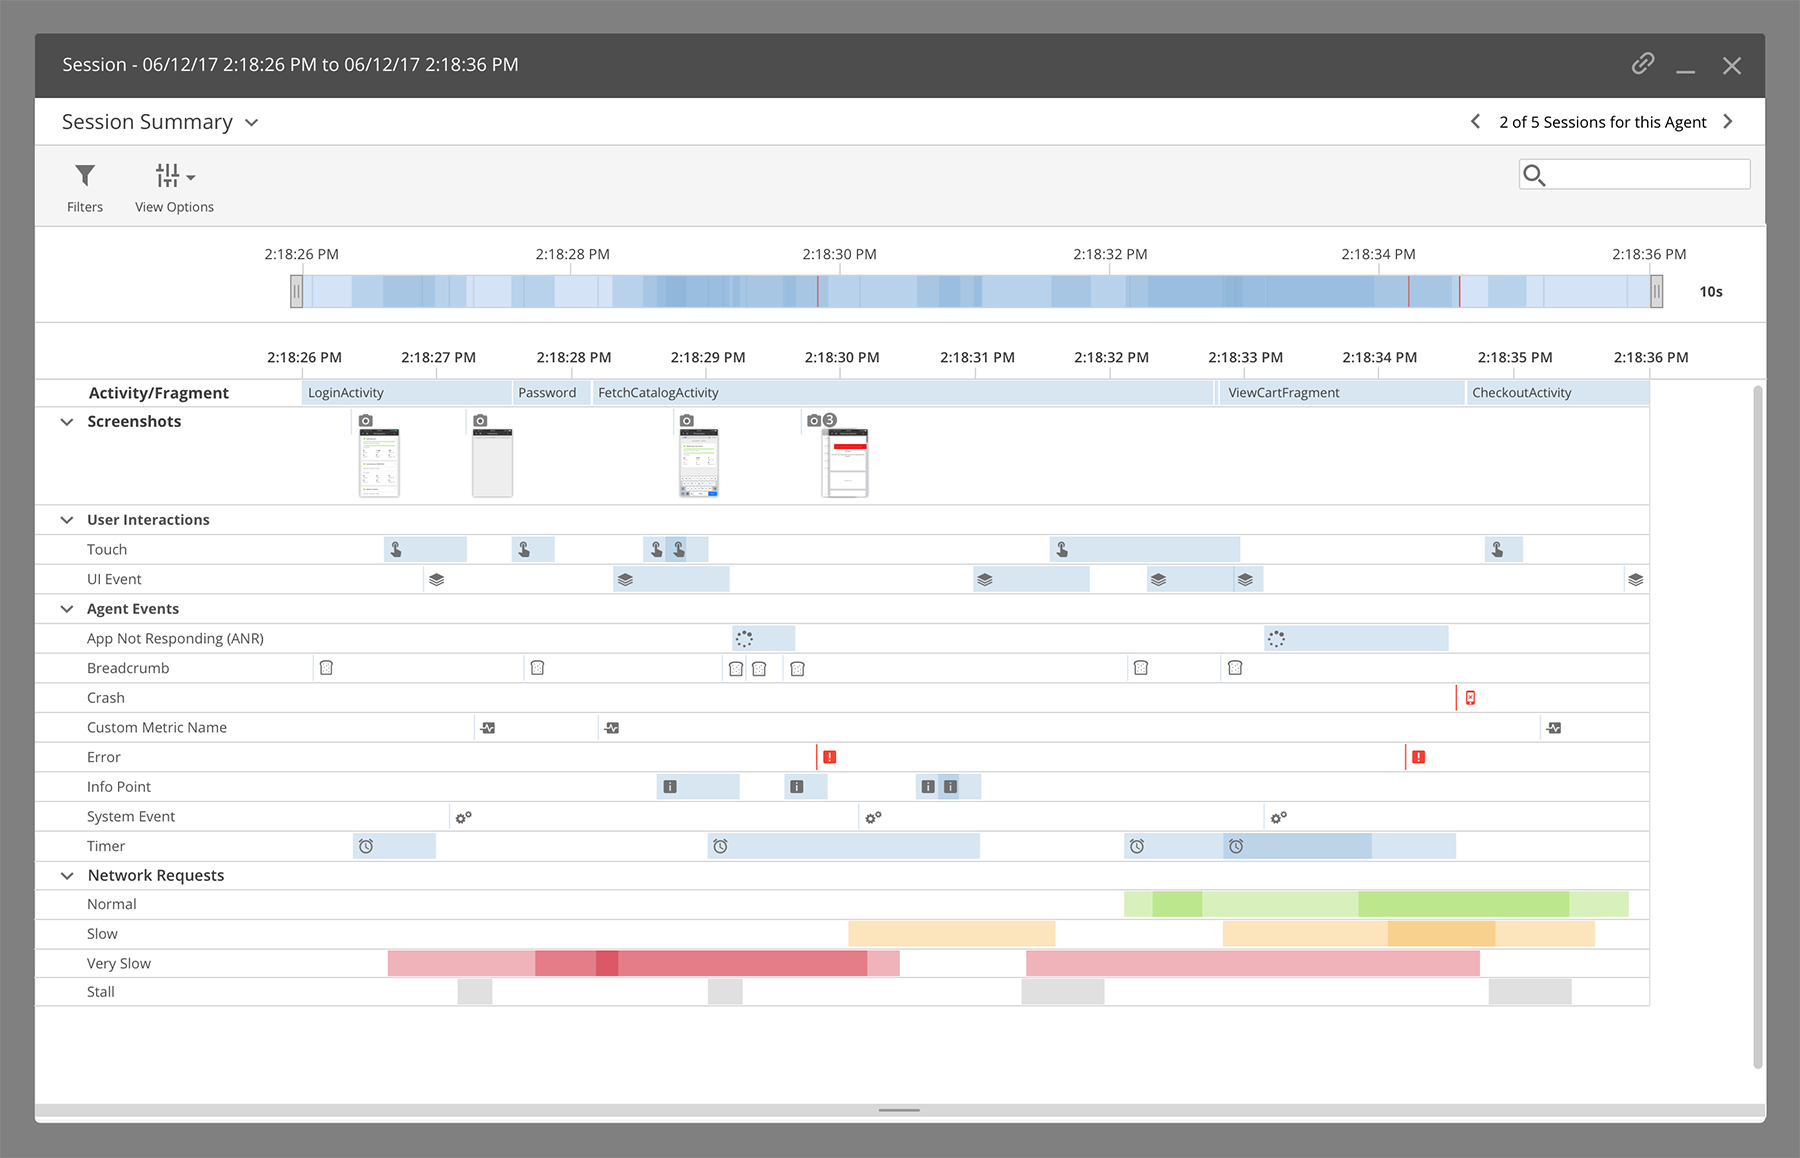 Session - 06/12/17 2:18:26 PM to 06/12/17 2:18:36 PM
Session Summary
2 of 5 Sessions for this Agent
Filters
View Options
2:18:26 PM 2:18:28 PM 2:18:30 PM 2:18:32 PM 2:18:34 PM 2:18:36 PM
10s
2:18:26 PM 2:18:27 PM 2:18:28 PM 2:18:29 PM 2:18:30 PM 2:18:31 PM 2:18:32 PM 2:18:33 PM 2:18:34 PM 2:18:35 PM 2:18:36 PM
Activity/Fragment LoginActivity Password FetchCatalogActivity ViewCartFragment CheckoutActivity
Screenshots 3
User Interactions
Touch
UI Event
Agent Events
App Not Responding (ANR)
Breadcrumb
Crash
Custom Metric Name
Error
Info Point
System Event
Timer
Network Requests
Normal
Slow
Very Slow
Stall